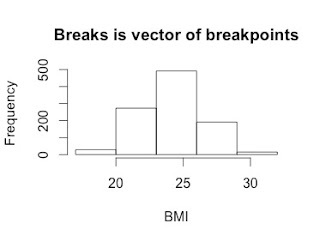 Breaks is vector of breakpoints
Frequency
500
200
0
20 25 30
BMI